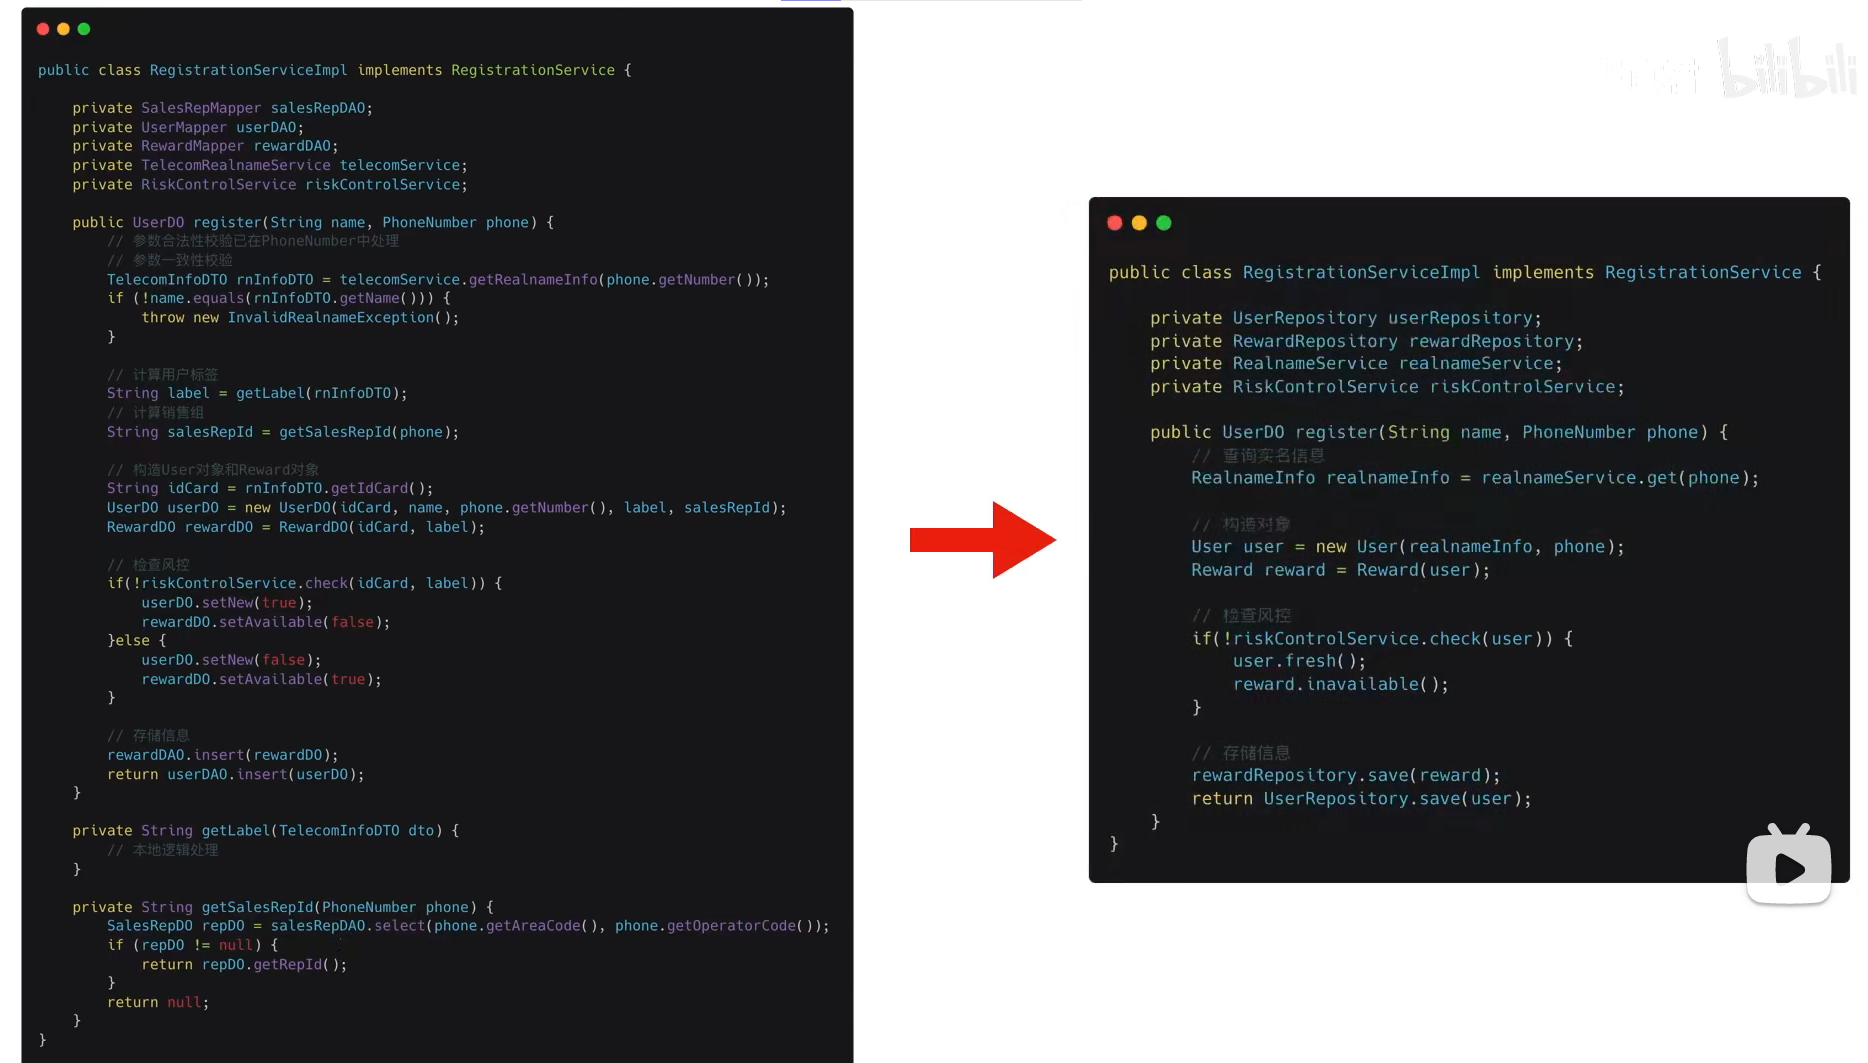 public class RegistrationServiceImpl implements RegistrationService {
private SalesRepMapper salesRepDAO;
private UserMapper userDAO;
private RewardMapper rewardDAO;
private TelecomRealnameService telecomService;
private RiskControlService riskControlService;
public UserDO register(String name, PhoneNumber phone) {
// 参数合法性校验已在PhoneNumber中处理
// 参数一致性校验
TelecomInfoDTO rnInfoDTO = telecomService.getRealnameInfo(phone.getNumber());
if (!name.equals(rnInfoDTO.getName())) {
throw new InvalidRealnameException();
}
// 计算用户标签
String label = getLabel(rnInfoDTO);
// 计算销售组
String salesRepId = getSalesRepId(phone);
// 构造User对象和Reward对象
String idCard = rnInfoDTO.getIdCard();
UserDO userDO = new UserDO(idCard, name, phone.getNumber(), label, salesRepId);
RewardDO rewardDO = RewardDO(idCard, label);
// 检查风控
if(!riskControlService.check(idCard, label)) {
userDO.setNew(true);
rewardDO.setAvailable(false);
}else {
userDO.setNew(false);
rewardDO.setAvailable(true);
}
// 存储信息
rewardDAO.insert(rewardDO);
return userDAO.insert(userDO);
}
private String getLabel(TelecomInfoDTO dto) {
// 本地逻辑处理
}
private String getSalesRepId(PhoneNumber phone) {
SalesRepDO repDO = salesRepDAO.select(phone.getAreaCode(), phone.getOperatorCode());
if (repDO != null) {
return repDO.getRepId();
}
return null;
}
}
public class RegistrationServiceImpl implements RegistrationService {
private UserRepository userRepository;
private RewardRepository rewardRepository;
private RealnameService realnameService;
private RiskControlService riskControlService;
public UserDO register(String name, PhoneNumber phone) {
// 查询实名信息
RealnameInfo realnameInfo = realnameService.get(phone);
// 构造对象
User user = new User(realnameInfo, phone);
Reward reward = Reward(user);
// 检查风控
if(!riskControlService.check(user)) {
user.fresh();
reward.inavailable();
}
// 存储信息
rewardRepository.save(reward);
return UserRepository.save(user);
}
}
bilibili